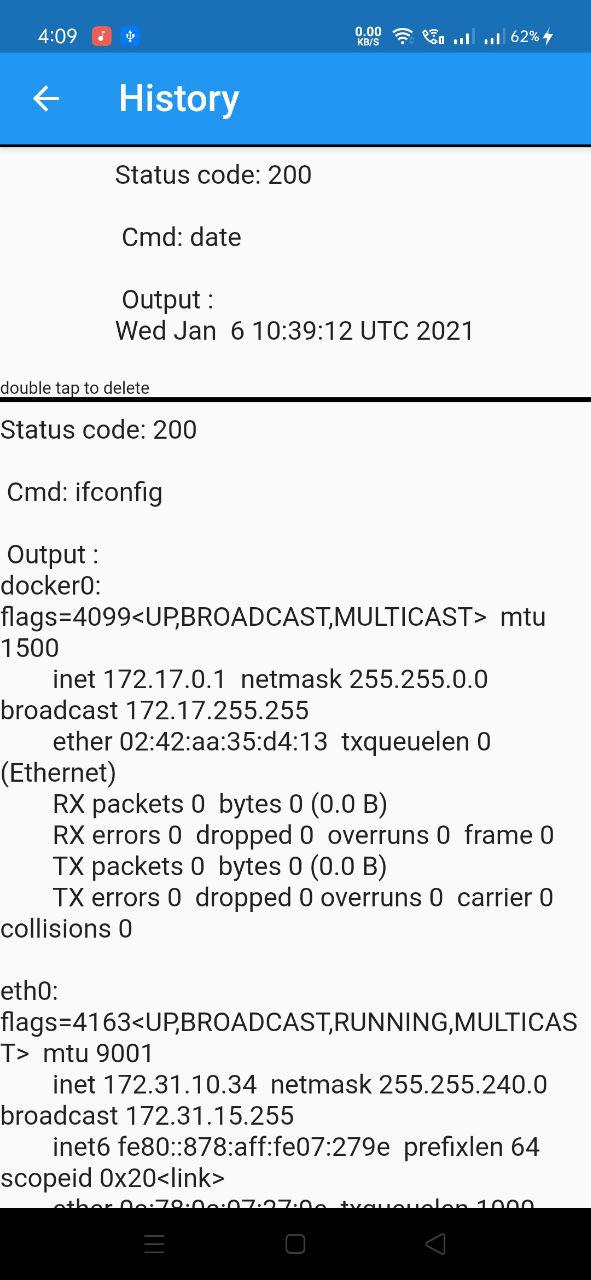 4:09
0.00
KB/S
62%
History
Status code: 200
Cmd: date
Output :
Wed Jan  6 10:39:12 UTC 2021
double tap to delete
Status code: 200
Cmd: ifconfig
Output :
docker0:
flags=4099<UP,BROADCAST,MULTICAST>  mtu
1500
inet 172.17.0.1  netmask 255.255.0.0
broadcast 172.17.255.255
ether 02:42:aa:35:d4:13  txqueuelen 0
(Ethernet)
RX packets 0  bytes 0 (0.0 B)
RX errors 0  dropped 0  overruns 0  frame 0
TX packets 0  bytes 0 (0.0 B)
TX errors 0  dropped 0 overruns 0  carrier 0
collisions 0
eth0:
flags=4163<UP,BROADCAST,RUNNING,MULTICAS
T>  mtu 9001
inet 172.31.10.34  netmask 255.255.240.0
broadcast 172.31.15.255
inet6 fe80::878:aff:fe07:279e  prefixlen 64
scopeid 0x20<link>
ether txqueuelen 1000